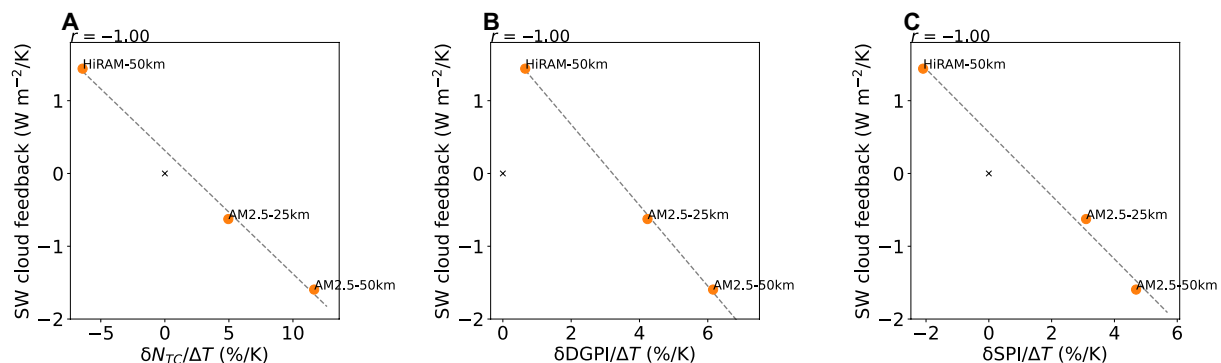 A
r = −1.00
HiRAM-50km
AM2.5-25km
AM2.5-50km
SW cloud feedback (W m−2/K)
1
0
−1
−2
−5
0
5
10
δN_TC/ΔT (%/K)
B
r = −1.00
HiRAM-50km
AM2.5-25km
AM2.5-50km
SW cloud feedback (W m−2/K)
1
0
−1
−2
0
2
4
6
δDGPI/ΔT (%/K)
C
r = −1.00
HiRAM-50km
AM2.5-25km
AM2.5-50km
SW cloud feedback (W m−2/K)
1
0
−1
−2
−2
0
2
4
6
δSPI/ΔT (%/K)